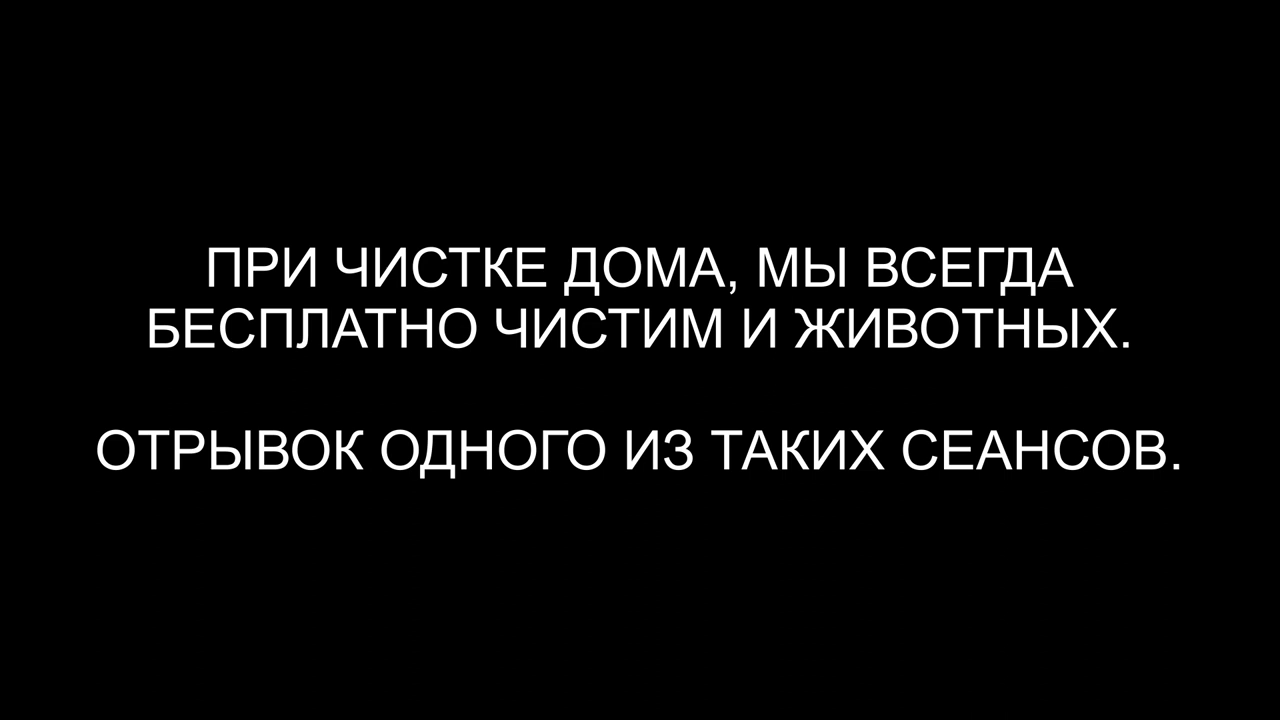 ПРИ ЧИСТКЕ ДОМА, МЫ ВСЕГДА
БЕСПЛАТНО ЧИСТИМ И ЖИВОТНЫХ.
ОТРЫВОК ОДНОГО ИЗ ТАКИХ СЕАНСОВ.